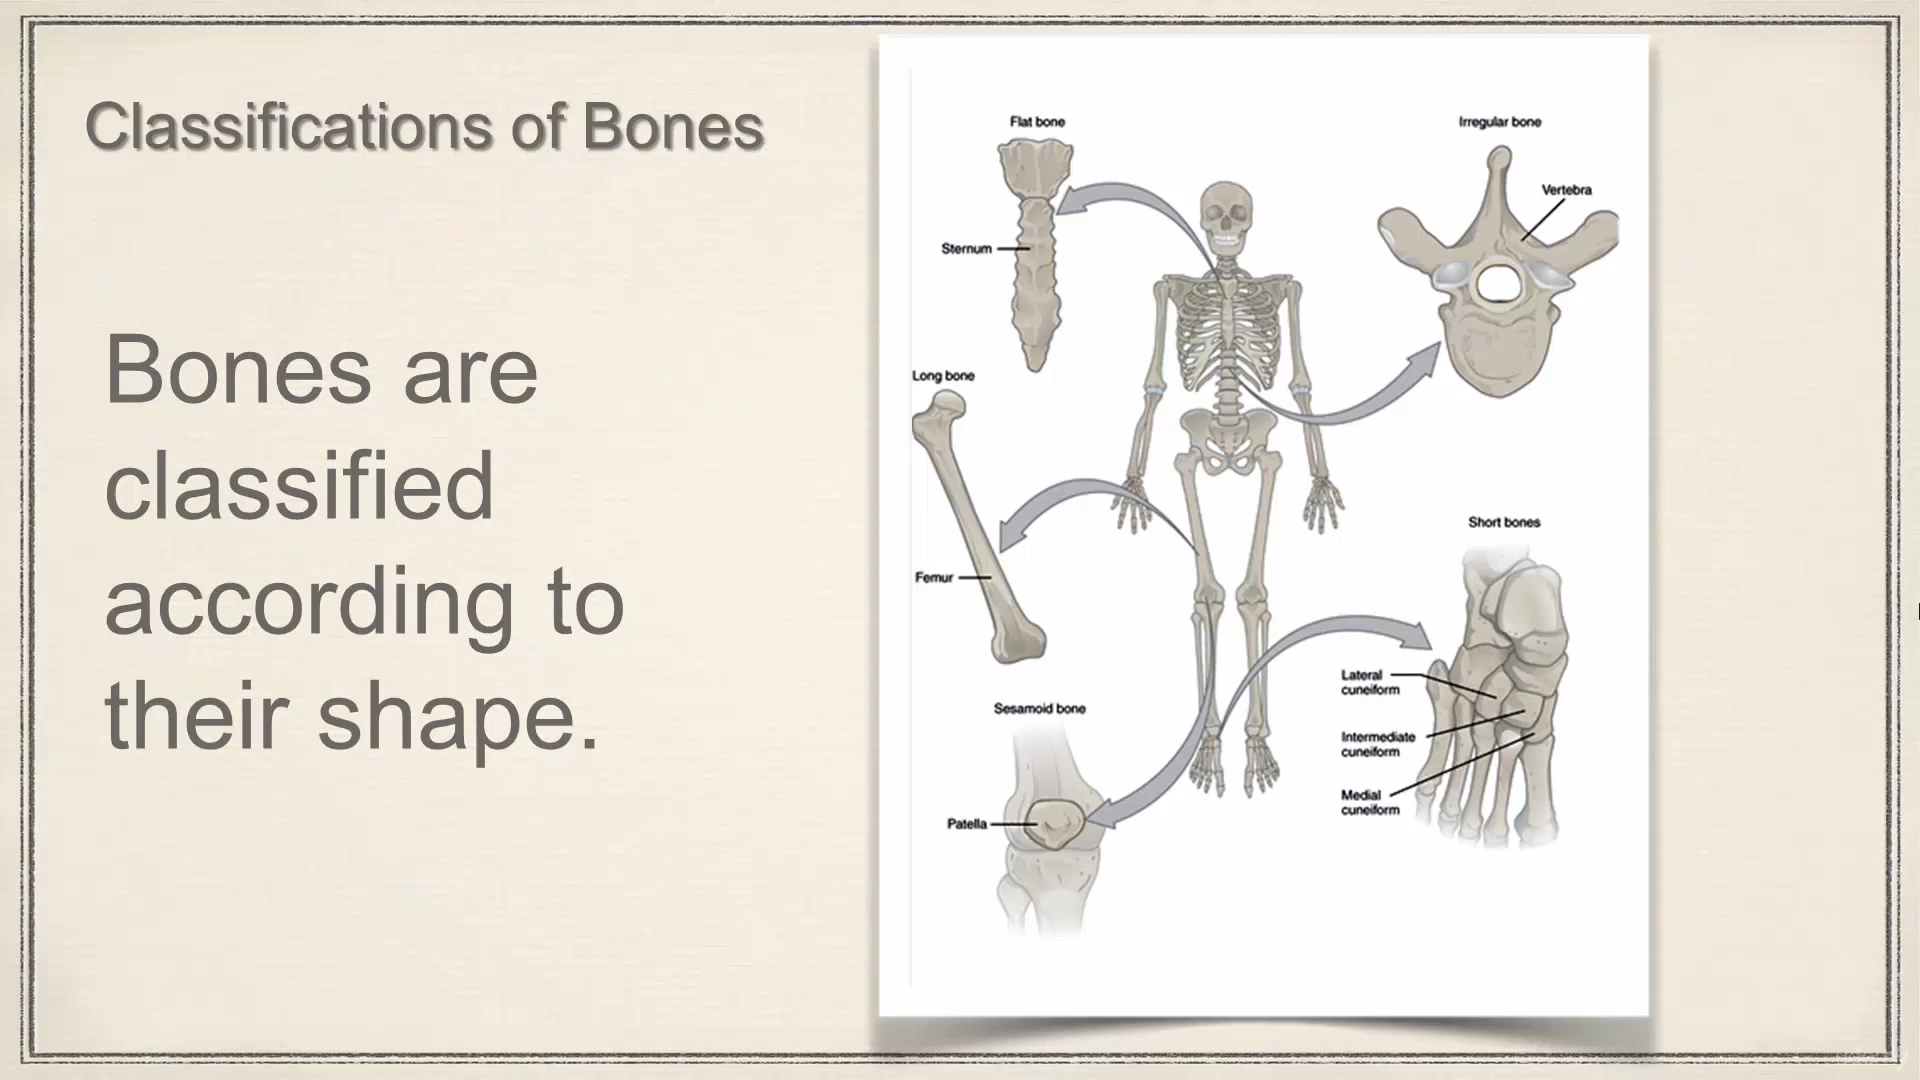 Classifications of Bones
Bones are
classified
according to
their shape.
Flat bone
Irregular bone
Vertebra
Sternum
Long bone
Femur
Short bones
Lateral
cuneiform
Intermediate
cuneiform
Medial
cuneiform
Sesamoid bone
Patella